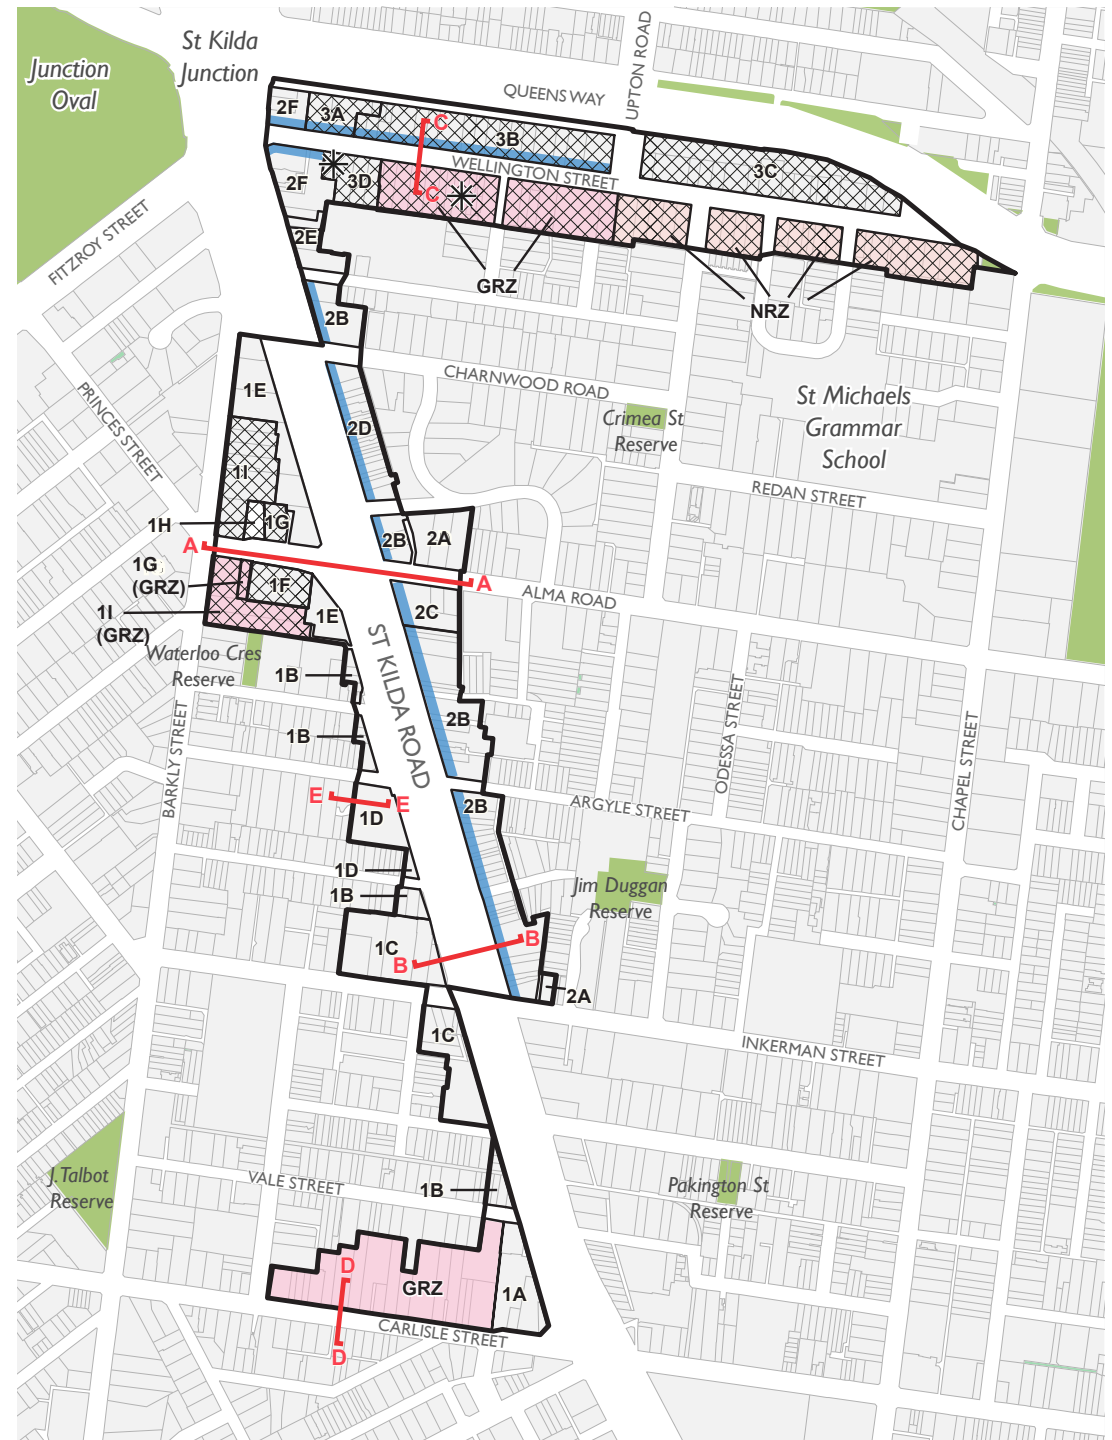 St Kilda
Junction
Junction
Oval
QUEENS WAY
UPTON ROAD
2F
3A
3B
C
3C
WELLINGTON STREET
2F
3D
C
2E
GRZ
NRZ
FITZROY STREET
2B
CHARNWOOD ROAD
1E
PRINCES STREET
St Michaels
Grammar
School
Crimea St
Reserve
2D
1I
REDAN STREET
1H
1G
2B
2A
A
A
1G
(GRZ)
1F
ALMA ROAD
1I
(GRZ)
1E
2C
Waterloo Cres
Reserve
ST KILDA ROAD
1B
2B
1B
BARKLY STREET
ODESSA STREET
CHAPEL STREET
E
E
1D
2B
ARGYLE STREET
1D
1B
Jim Duggan
Reserve
1C
B
B
2A
1C
INKERMAN STREET
J.Talbot
Reserve
VALE STREET
1B
Pakington St
Reserve
D
GRZ
1A
CARLISLE STREET
D